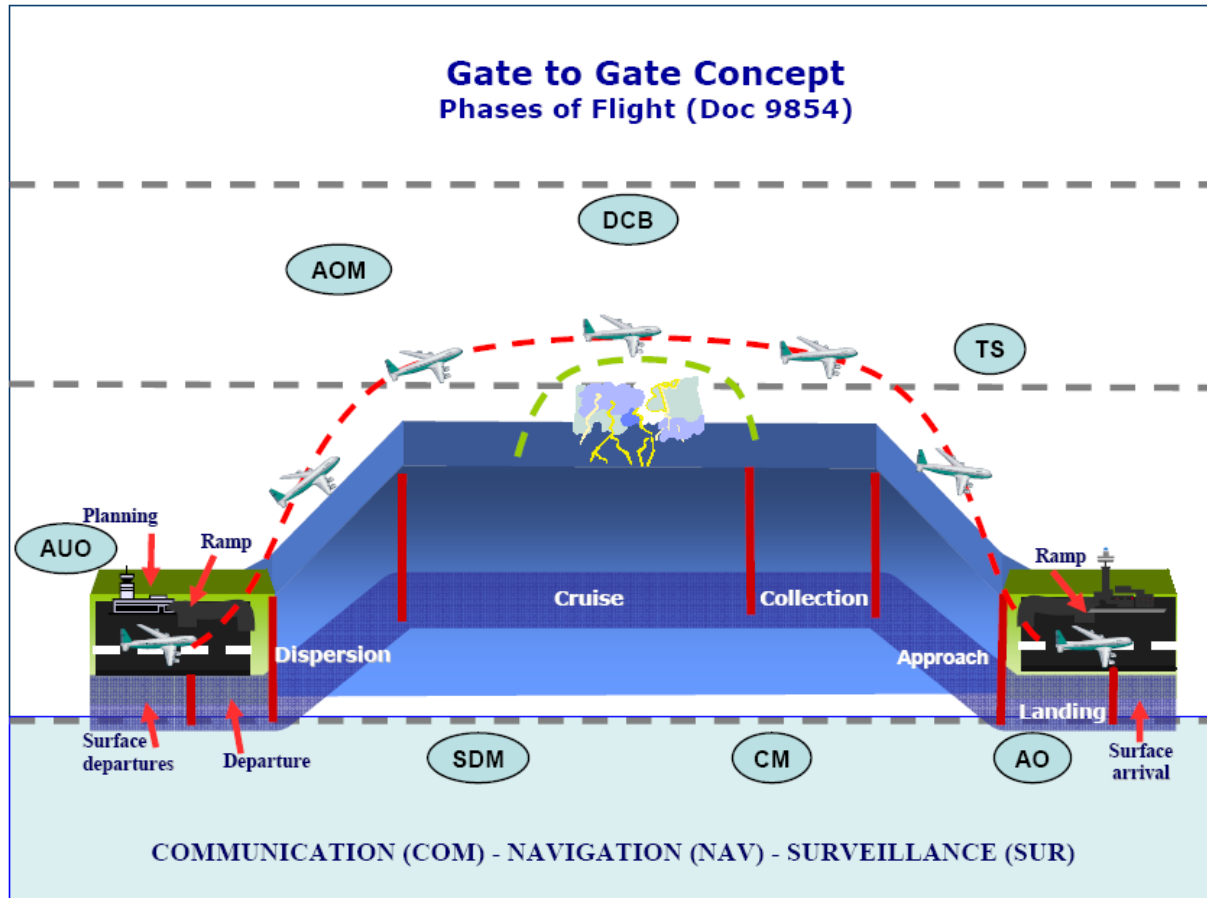 Gate to Gate Concept
Phases of Flight (Doc 9854)
DCB
AOM
TS
Planning
AUO
Ramp
Ramp
Cruise
Collection
Dispersion
Approach
Landing
Surface
departures
Departure
SDM
CM
AO
Surface
arrival
COMMUNICATION (COM) - NAVIGATION (NAV) - SURVEILLANCE (SUR)